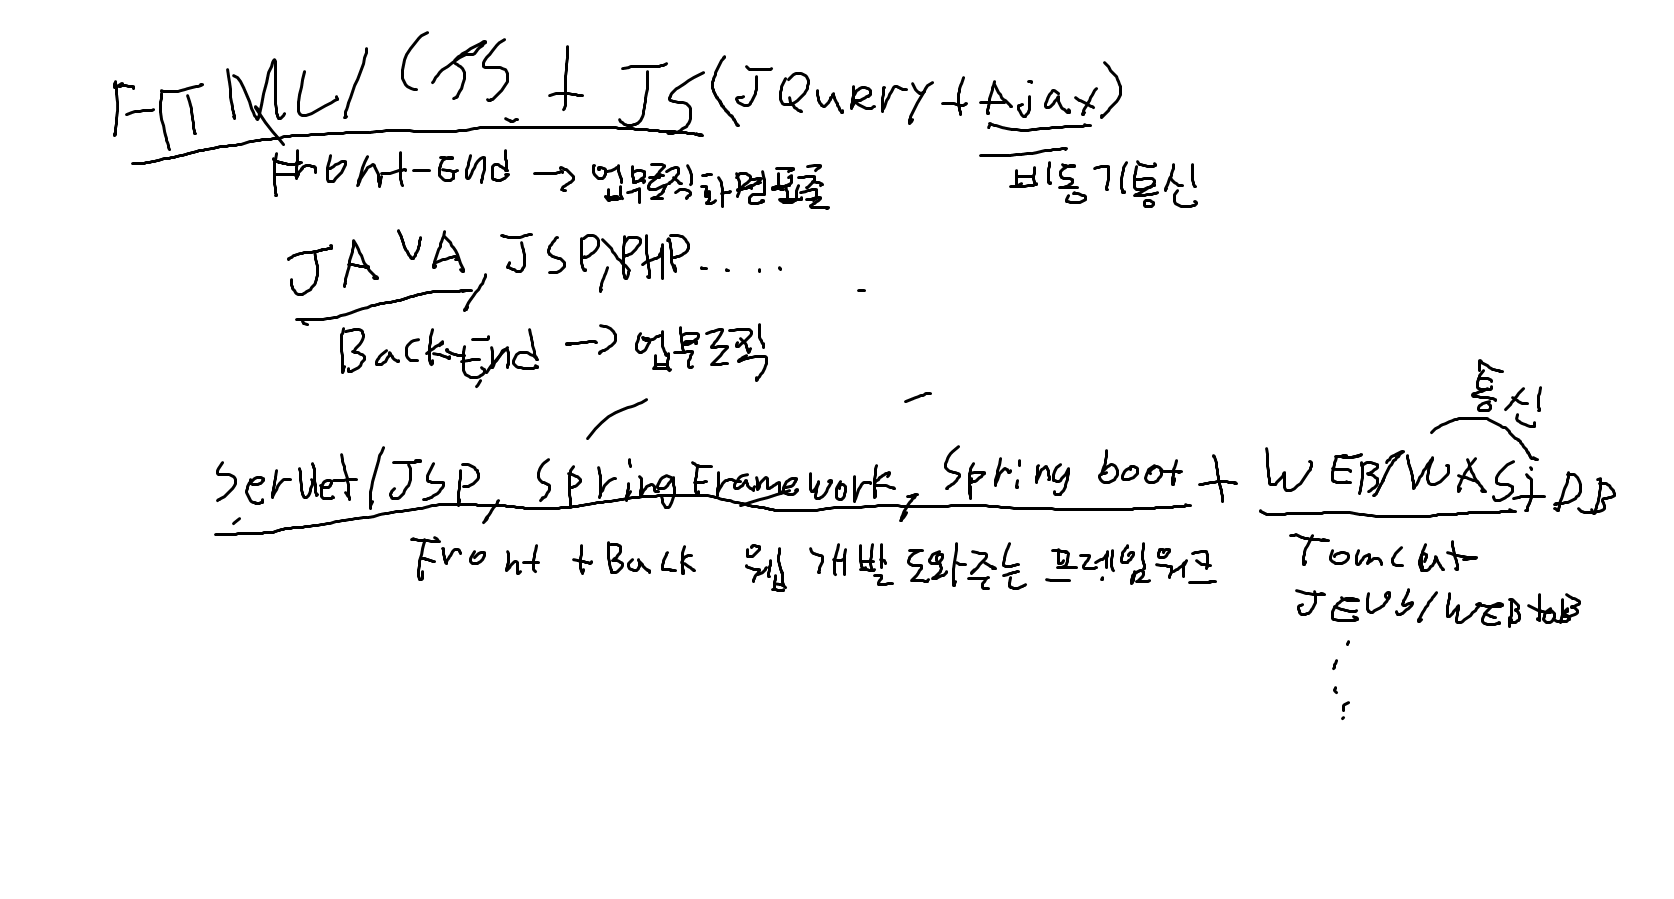 HTML/CSS + JS(JQuery+Ajax)
Front-End → 업무로직화면표출
비동기통신
JAVA, JSP, PHP....
Back-End → 업무로직
통신
Servlet/JSP, SpringFramework, Spring boot + WEB/WAS+DB
Front +Back 웹 개발 도와주는 프레임워크
Tomcat
JEUS/WEBtoB